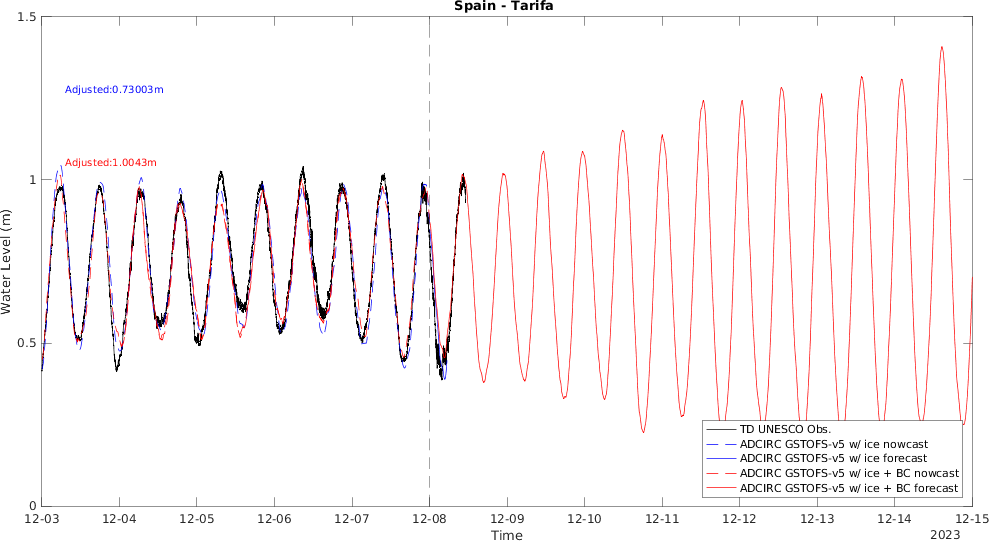 Spain - Tarifa
1.5
Adjusted:0.73003m
Adjusted:1.0043m
1
Water Level (m)
0.5
TD UNESCO Obs.
ADCIRC GSTOFS-v5 w/ ice nowcast
ADCIRC GSTOFS-v5 w/ ice forecast
ADCIRC GSTOFS-v5 w/ ice + BC nowcast
ADCIRC GSTOFS-v5 w/ ice + BC forecast
0
12-03 12-04 12-05 12-06 12-07 12-08 12-09 12-10 12-11 12-12 12-13 12-14 12-15
Time
2023